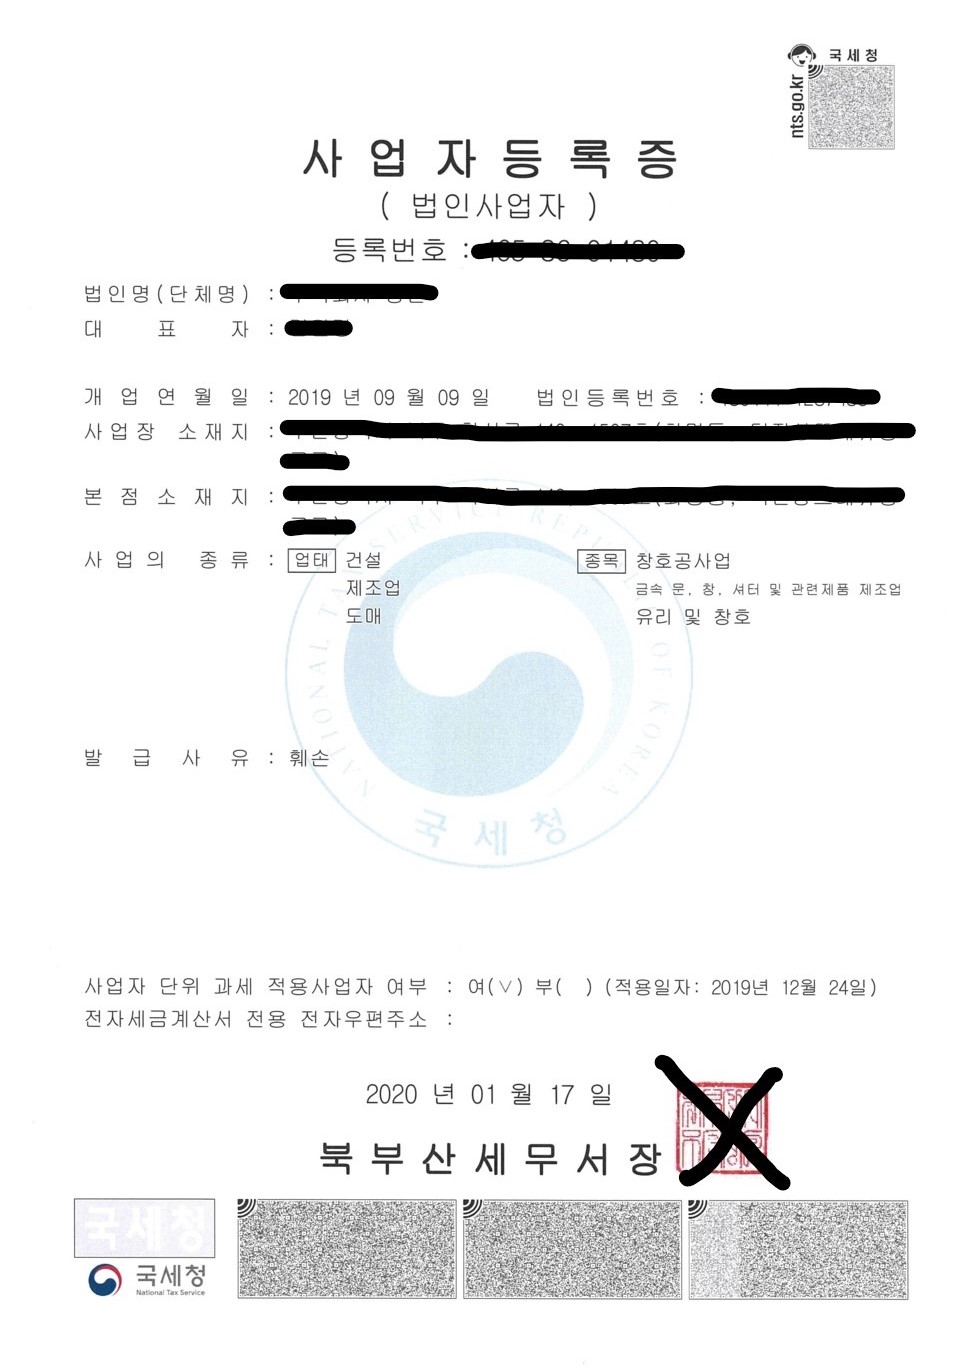 국세청
nts.go.kr
사업자등록증
( 법인사업자 )
등록번호 :
법인명(단체명) :
대 표 자 :
개 업 연 월 일 : 2019 년 09 월 09 일 법인등록번호 :
사업장 소재지 :
본 점 소 재 지 :
사 업 의 종 류 : 업태 건설 종목 창호공사업
제조업 금속 문, 창, 셔터 및 관련제품 제조업
도매 유리 및 창호
발 급 사 유 : 훼손
NATIONAL TAX SERVICE REPUBLIC OF KOREA
국세청
사업자 단위 과세 적용사업자 여부 : 여(∨) 부( ) (적용일자: 2019년 12월 24일)
전자세금계산서 전용 전자우편주소 :
2020 년 01 월 17 일
북부산세무서장
국세청
국세청
National Tax Service